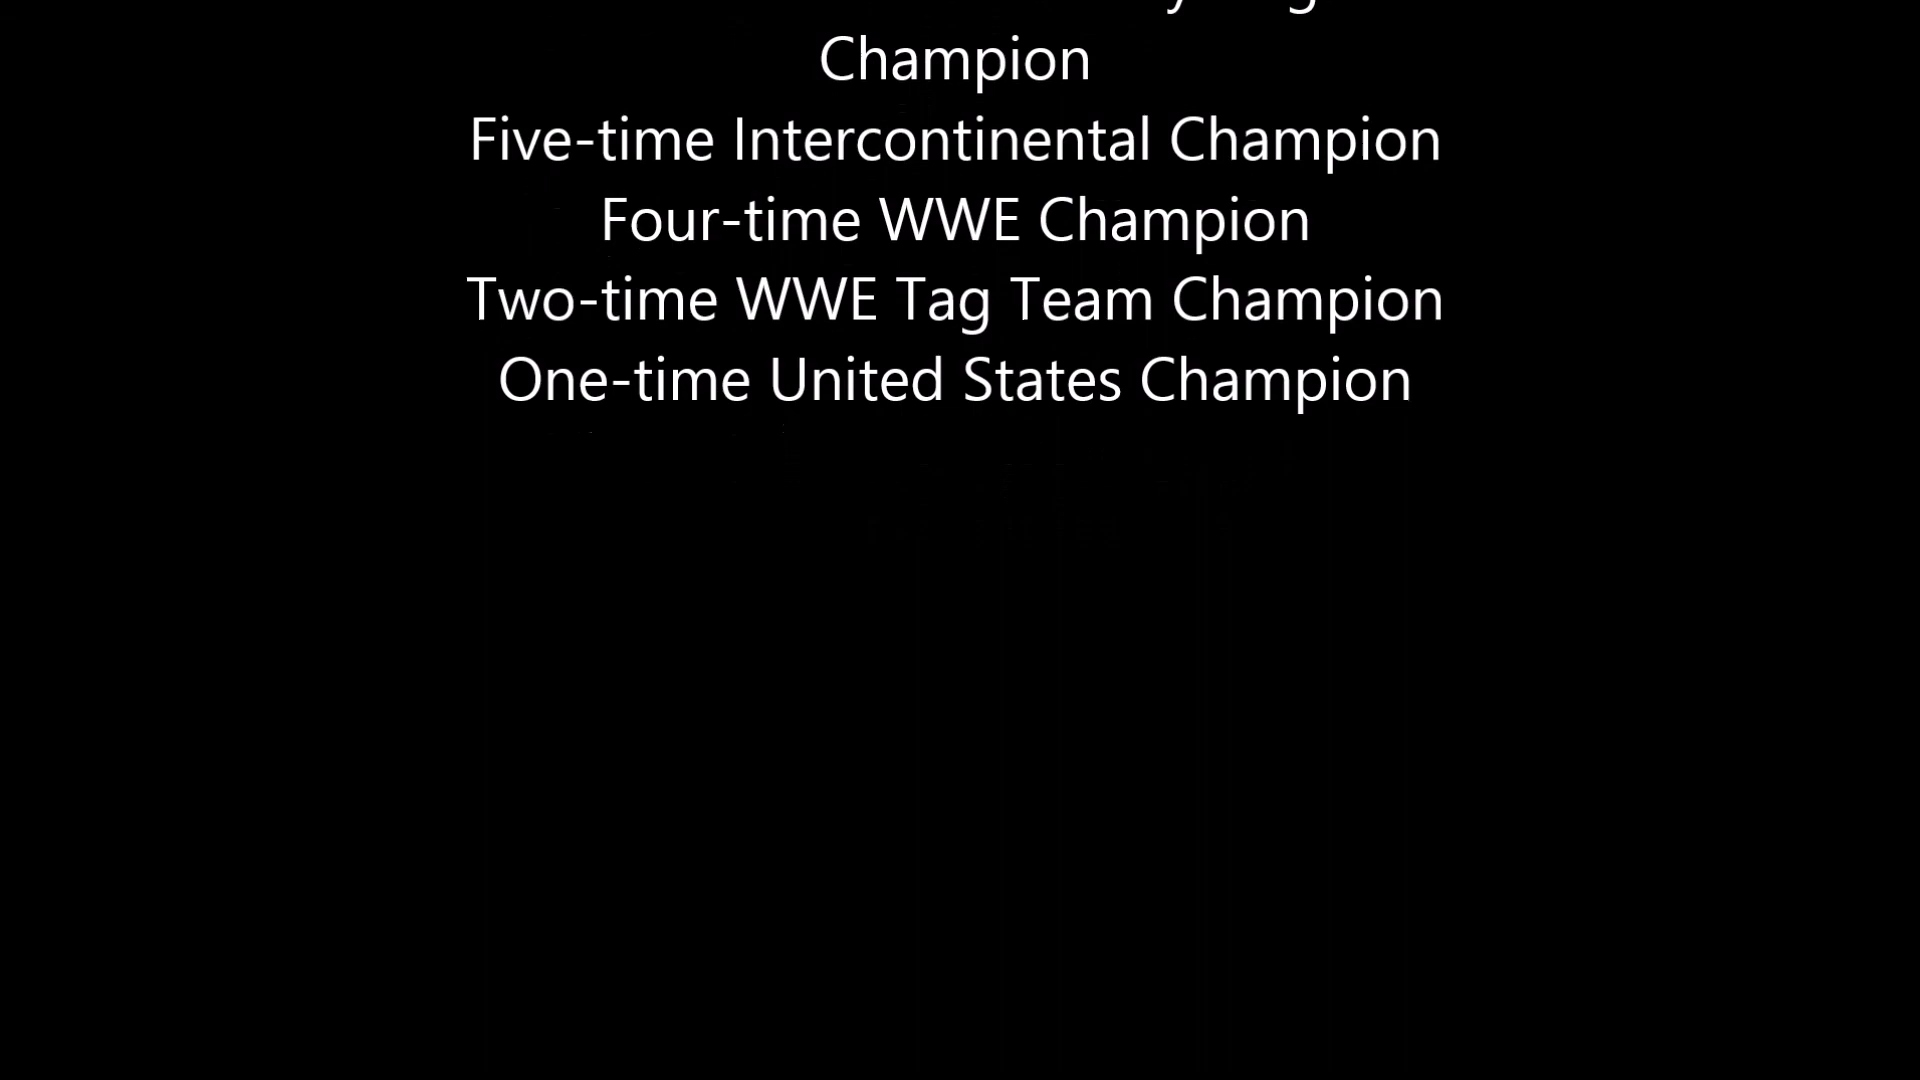 Champion
Five-time Intercontinental Champion
Four-time WWE Champion
Two-time WWE Tag Team Champion
One-time United States Champion